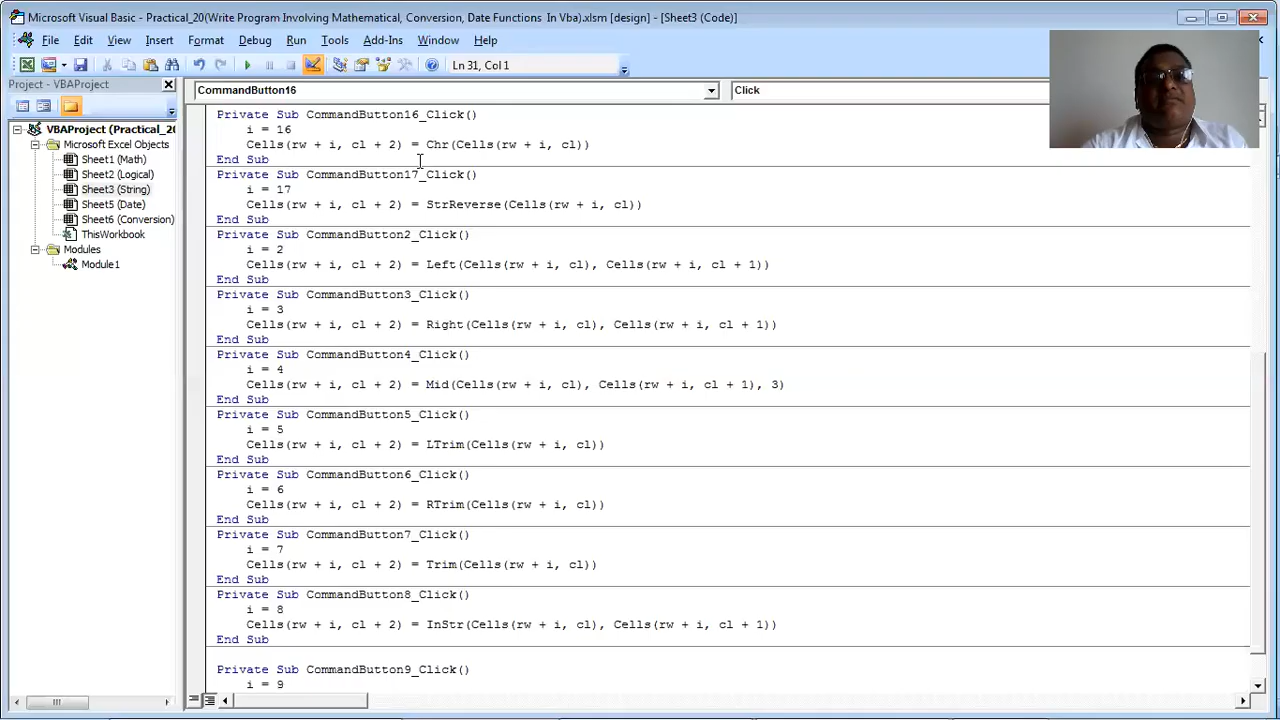 Microsoft Visual Basic - Practical_20(Write Program Involving Mathematical, Conversion, Date Functions In Vba).xlsm [design] - [Sheet3 (Code)]
File Edit View Insert Format Debug Run Tools Add-Ins Window Help
Ln 31, Col 1
Project - VBAProject
CommandButton16
Click
VBAProject (Practical_20
Microsoft Excel Objects
Sheet1 (Math)
Sheet2 (Logical)
Sheet3 (String)
Sheet5 (Date)
Sheet6 (Conversion)
ThisWorkbook
Modules
Module1
Private Sub CommandButton16_Click()
i = 16
Cells(rw + i, cl + 2) = Chr(Cells(rw + i, cl))
End Sub
Private Sub CommandButton17_Click()
i = 17
Cells(rw + i, cl + 2) = StrReverse(Cells(rw + i, cl))
End Sub
Private Sub CommandButton2_Click()
i = 2
Cells(rw + i, cl + 2) = Left(Cells(rw + i, cl), Cells(rw + i, cl + 1))
End Sub
Private Sub CommandButton3_Click()
i = 3
Cells(rw + i, cl + 2) = Right(Cells(rw + i, cl), Cells(rw + i, cl + 1))
End Sub
Private Sub CommandButton4_Click()
i = 4
Cells(rw + i, cl + 2) = Mid(Cells(rw + i, cl), Cells(rw + i, cl + 1), 3)
End Sub
Private Sub CommandButton5_Click()
i = 5
Cells(rw + i, cl + 2) = LTrim(Cells(rw + i, cl))
End Sub
Private Sub CommandButton6_Click()
i = 6
Cells(rw + i, cl + 2) = RTrim(Cells(rw + i, cl))
End Sub
Private Sub CommandButton7_Click()
i = 7
Cells(rw + i, cl + 2) = Trim(Cells(rw + i, cl))
End Sub
Private Sub CommandButton8_Click()
i = 8
Cells(rw + i, cl + 2) = InStr(Cells(rw + i, cl), Cells(rw + i, cl + 1))
End Sub
Private Sub CommandButton9_Click()
i = 9